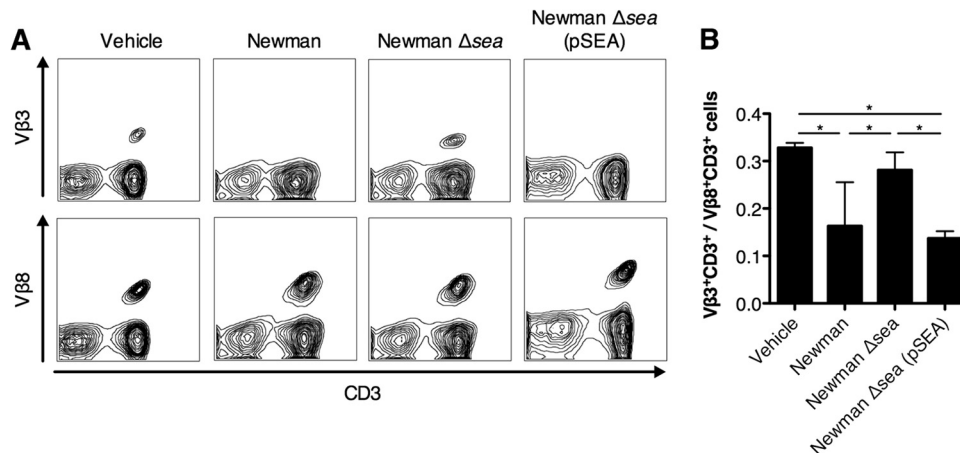 A
Vehicle
Newman
Newman Δsea
Newman Δsea
(pSEA)
Vβ3
Vβ8
CD3
B
Vβ3+CD3+ / Vβ8+CD3+ cells
0.4
0.3
0.2
0.1
0.0
*
* * *
Vehicle
Newman
Newman Δsea
Newman Δsea (pSEA)